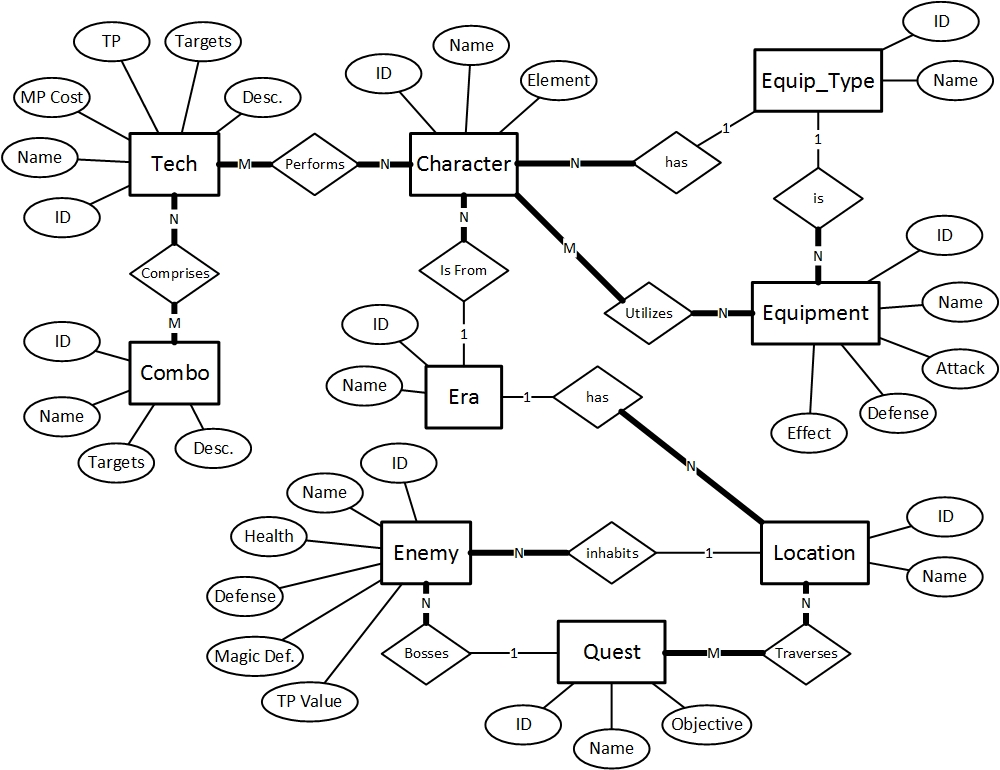 ID
TP
Targets
Name
ID
Element
Equip_Type
Name
MP Cost
Desc.
1
1
Name
Tech
M
Performs
N
Character
N
has
ID
is
N
N
ID
Comprises
Is From
M
N
Name
M
Utilizes
N
Equipment
ID
ID
1
Attack
Combo
Name
Era
1
has
Defense
Name
Effect
Targets
Desc.
ID
N
Name
ID
Health
Enemy
N
inhabits
1
Location
Name
Defense
N
N
Magic Def.
Bosses
1
Quest
M
Traverses
TP Value
ID
Name
Objective